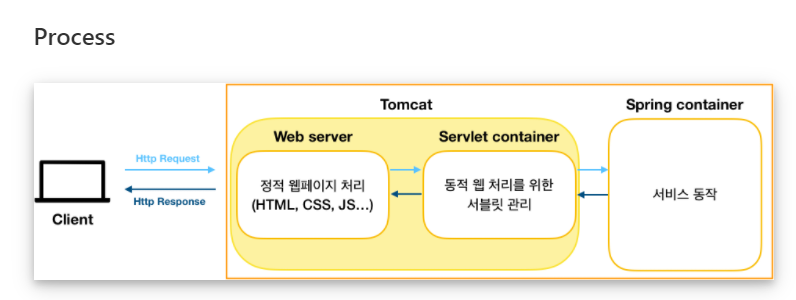 Process
Tomcat
Spring container
Web server
Servlet container
Http Request
Http Response
Client
정적 웹페이지 처리
(HTML, CSS, JS...)
동적 웹 처리를 위한
서블릿 관리
서비스 동작